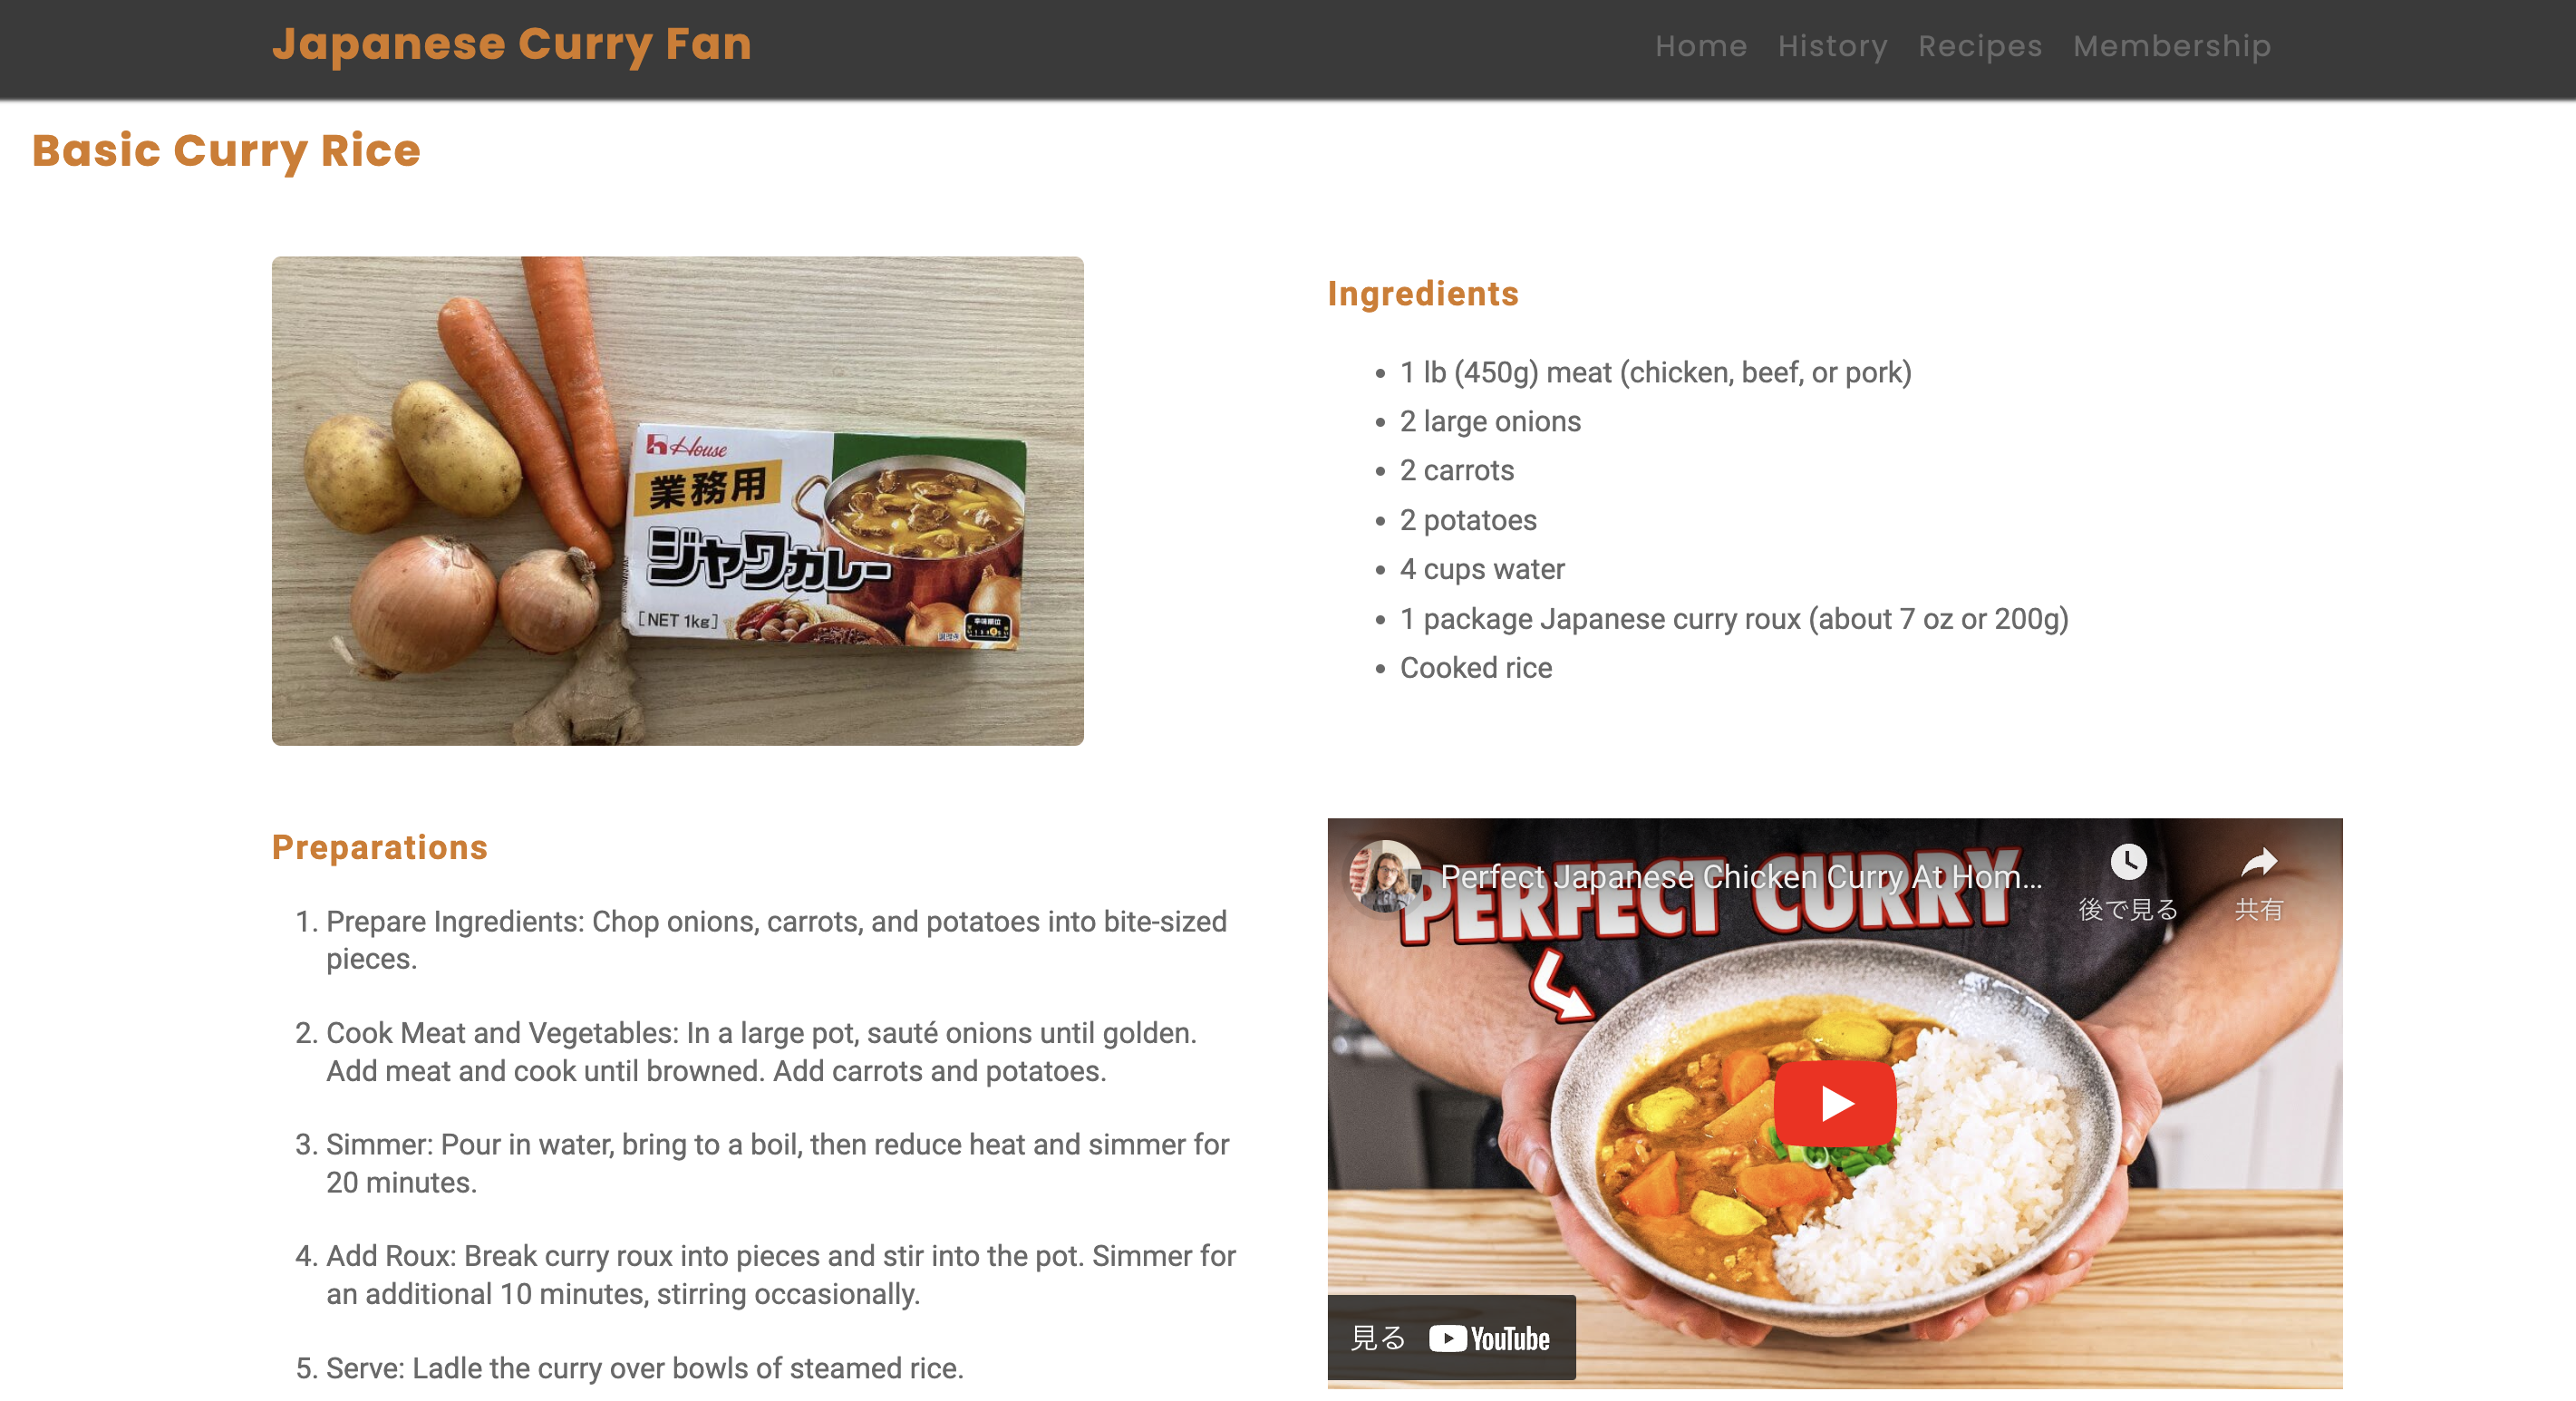 Japanese Curry Fan
Home History Recipes Membership
Basic Curry Rice
House
業務用
ジャワカレー
[NET 1kg]
Ingredients
• 1 lb (450g) meat (chicken, beef, or pork)
• 2 large onions
• 2 carrots
• 2 potatoes
• 4 cups water
• 1 package Japanese curry roux (about 7 oz or 200g)
• Cooked rice
Preparations
1. Prepare Ingredients: Chop onions, carrots, and potatoes into bite-sized
pieces.
2. Cook Meat and Vegetables: In a large pot, sauté onions until golden.
Add meat and cook until browned. Add carrots and potatoes.
3. Simmer: Pour in water, bring to a boil, then reduce heat and simmer for
20 minutes.
4. Add Roux: Break curry roux into pieces and stir into the pot. Simmer for
an additional 10 minutes, stirring occasionally.
5. Serve: Ladle the curry over bowls of steamed rice.
Perfect Japanese Chicken Curry At Hom...
PERFECT CURRY
後で見る
共有
見る YouTube